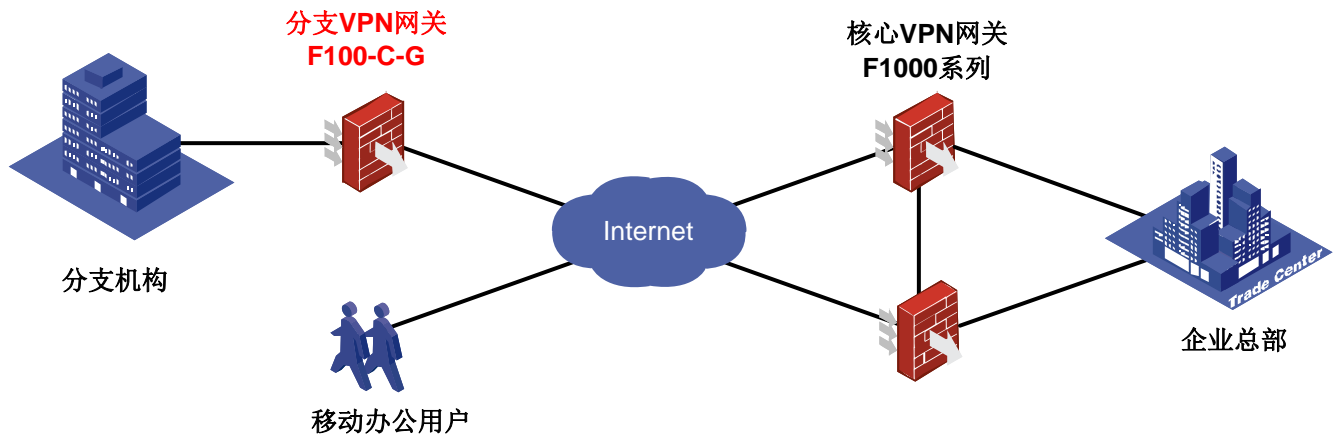 分支VPN网关
F100-C-G
核心VPN网关
F1000系列
Internet
分支机构
Trade Center
企业总部
移动办公用户